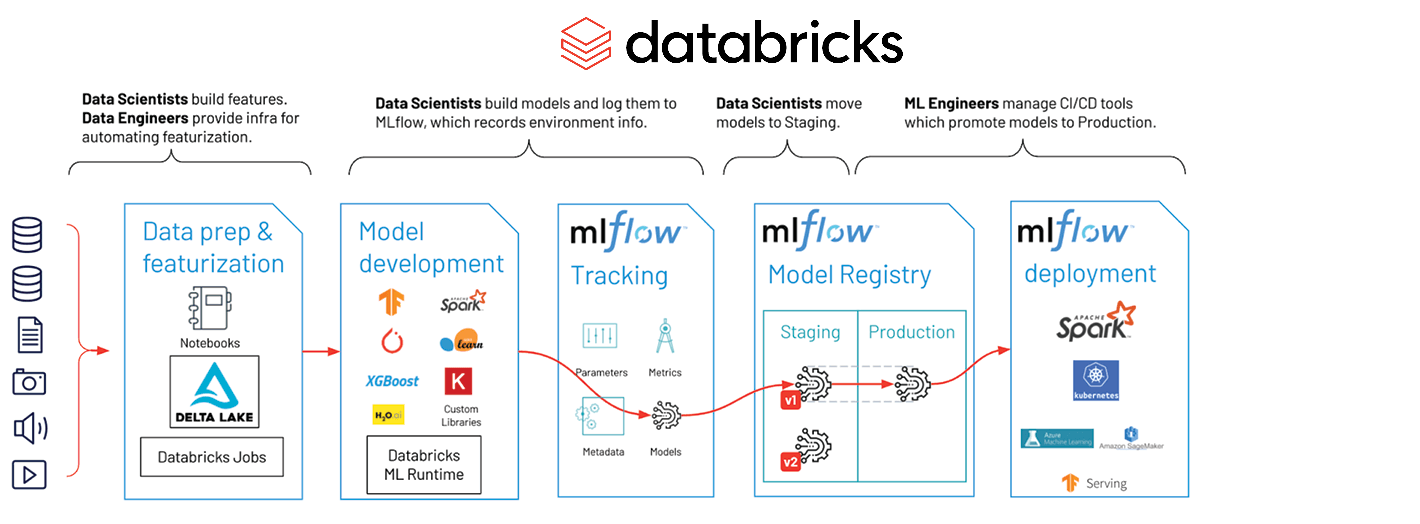 databricks
Data Scientists build features.
Data Engineers provide infra for
automating featurization.
Data Scientists build models and log them to
MLflow, which records environment info.
Data Scientists move
models to Staging.
ML Engineers manage CI/CD tools
which promote models to Production.
Data prep &
featurization
Notebooks
DELTA LAKE
Databricks Jobs
Model
development
APACHE
Spark
learn
XGBoost
K
H2O.ai
Custom
Libraries
Databricks
ML Runtime
mlflow™
Tracking
Parameters
Metrics
Metadata
Models
mlflow™
Model Registry
Staging
Production
v1
v2
mlflow™
deployment
APACHE
Spark™
kubernetes
Azure
Machine Learning
Amazon SageMaker
Serving